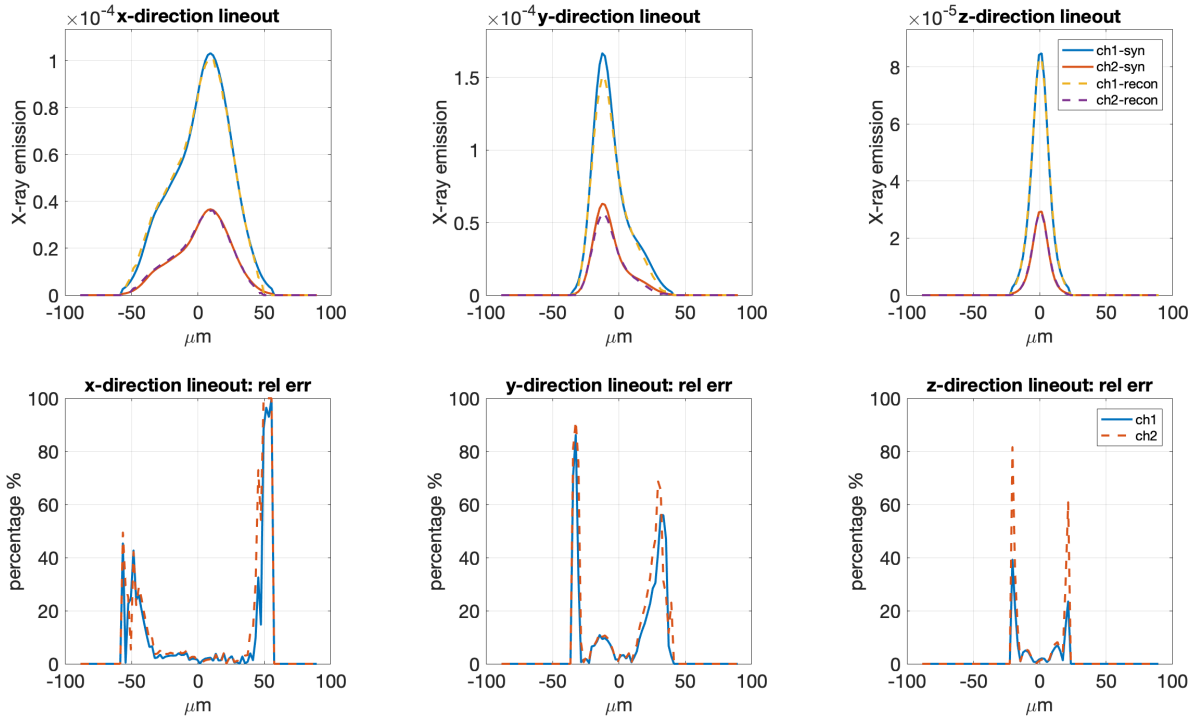 ×10⁻⁴ x-direction lineout
X-ray emission
1
0.8
0.6
0.4
0.2
0
-100 -50 0 50 100
μm
×10⁻⁴ y-direction lineout
X-ray emission
1.5
1
0.5
0
-100 -50 0 50 100
μm
×10⁻⁵ z-direction lineout
X-ray emission
8
6
4
2
0
-100 -50 0 50 100
μm
ch1-syn
ch2-syn
ch1-recon
ch2-recon
x-direction lineout: rel err
percentage %
100
80
60
40
20
0
-100 -50 0 50 100
μm
y-direction lineout: rel err
percentage %
100
80
60
40
20
0
-100 -50 0 50 100
μm
z-direction lineout: rel err
percentage %
100
80
60
40
20
0
-100 -50 0 50 100
μm
ch1
ch2